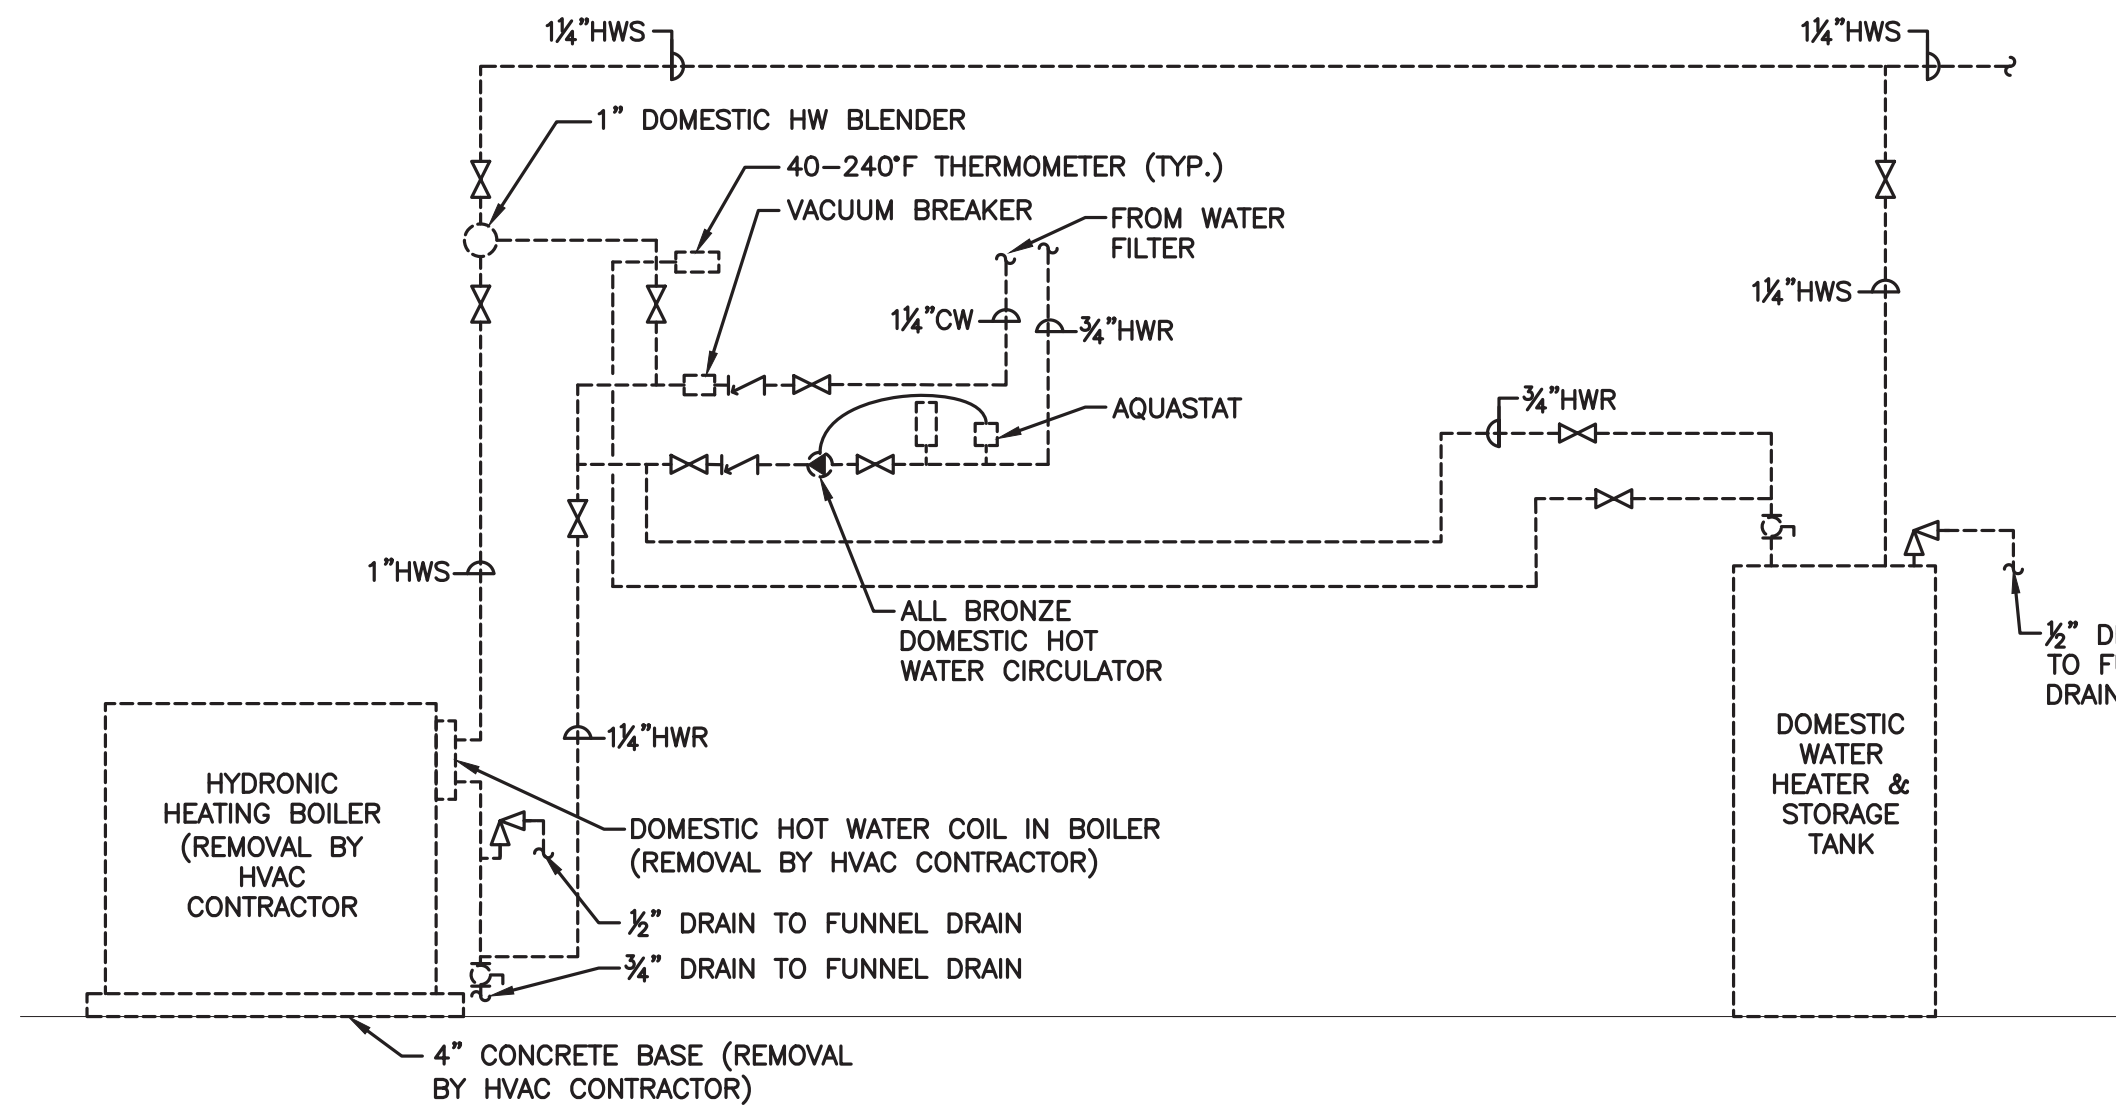 1¼"HWS
1¼"HWS
1" DOMESTIC HW BLENDER
40-240°F THERMOMETER (TYP.)
VACUUM BREAKER
FROM WATER
FILTER
1¼"HWS
1¼"CW
¾"HWR
¾"HWR
AQUASTAT
1"HWS
ALL BRONZE
DOMESTIC HOT
WATER CIRCULATOR
½" D
TO F
DRAIN
1¼"HWR
DOMESTIC
WATER
HEATER &
STORAGE
TANK
HYDRONIC
HEATING BOILER
(REMOVAL BY
HVAC
CONTRACTOR
DOMESTIC HOT WATER COIL IN BOILER
(REMOVAL BY HVAC CONTRACTOR)
½" DRAIN TO FUNNEL DRAIN
¾" DRAIN TO FUNNEL DRAIN
4" CONCRETE BASE (REMOVAL
BY HVAC CONTRACTOR)